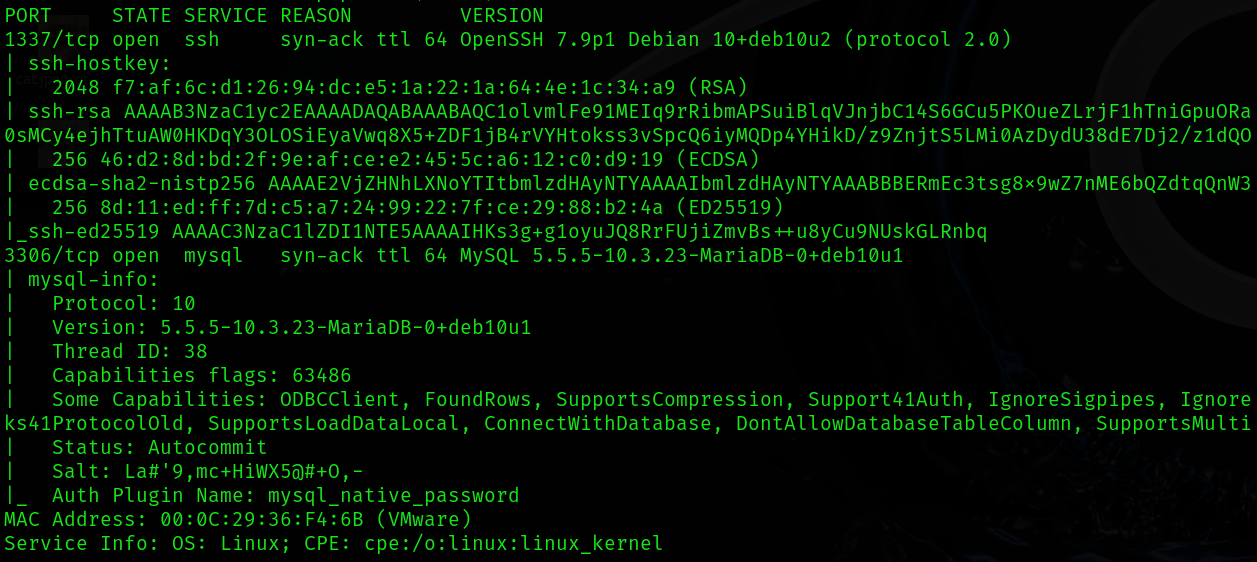 PORT     STATE SERVICE REASON         VERSION
1337/tcp open  ssh     syn-ack ttl 64 OpenSSH 7.9p1 Debian 10+deb10u2 (protocol 2.0)
| ssh-hostkey:
|   2048 f7:af:6c:d1:26:94:dc:e5:1a:22:1a:64:4e:1c:34:a9 (RSA)
| ssh-rsa AAAAB3NzaC1yc2EAAAADAQABAAABAQC1olvmlFe91MEIq9rRibmAPSuiBlqVJnjbC14S6GCu5PKOueZLrjF1hTniGpuORa
0sMCy4ejhTtuAW0HKDqY3OLOSiEyaVwq8X5+ZDF1jB4rVYHtokss3vSpcQ6iyMQDp4YHikD/z9ZnjtS5LMi0AzDydU38dE7Dj2/z1dQO
|   256 46:d2:8d:bd:2f:9e:af:ce:e2:45:5c:a6:12:c0:d9:19 (ECDSA)
| ecdsa-sha2-nistp256 AAAAE2VjZHNhLXNoYTItbmlzdHAyNTYAAAAIbmlzdHAyNTYAAABBBERmEc3tsg8×9wZ7nME6bQZdtqQnW3
|   256 8d:11:ed:ff:7d:c5:a7:24:99:22:7f:ce:29:88:b2:4a (ED25519)
|_ssh-ed25519 AAAAC3NzaC1lZDI1NTE5AAAAIHKs3g+g1oyuJQ8RrFUjiZmvBs++u8yCu9NUskGLRnbq
3306/tcp open  mysql   syn-ack ttl 64 MySQL 5.5.5-10.3.23-MariaDB-0+deb10u1
| mysql-info:
|   Protocol: 10
|   Version: 5.5.5-10.3.23-MariaDB-0+deb10u1
|   Thread ID: 38
|   Capabilities flags: 63486
|   Some Capabilities: ODBCClient, FoundRows, SupportsCompression, Support41Auth, IgnoreSigpipes, Ignore
ks41ProtocolOld, SupportsLoadDataLocal, ConnectWithDatabase, DontAllowDatabaseTableColumn, SupportsMulti
|   Status: Autocommit
|   Salt: La#'9,mc+HiWX5@#+O,-
|_  Auth Plugin Name: mysql_native_password
MAC Address: 00:0C:29:36:F4:6B (VMware)
Service Info: OS: Linux; CPE: cpe:/o:linux:linux_kernel